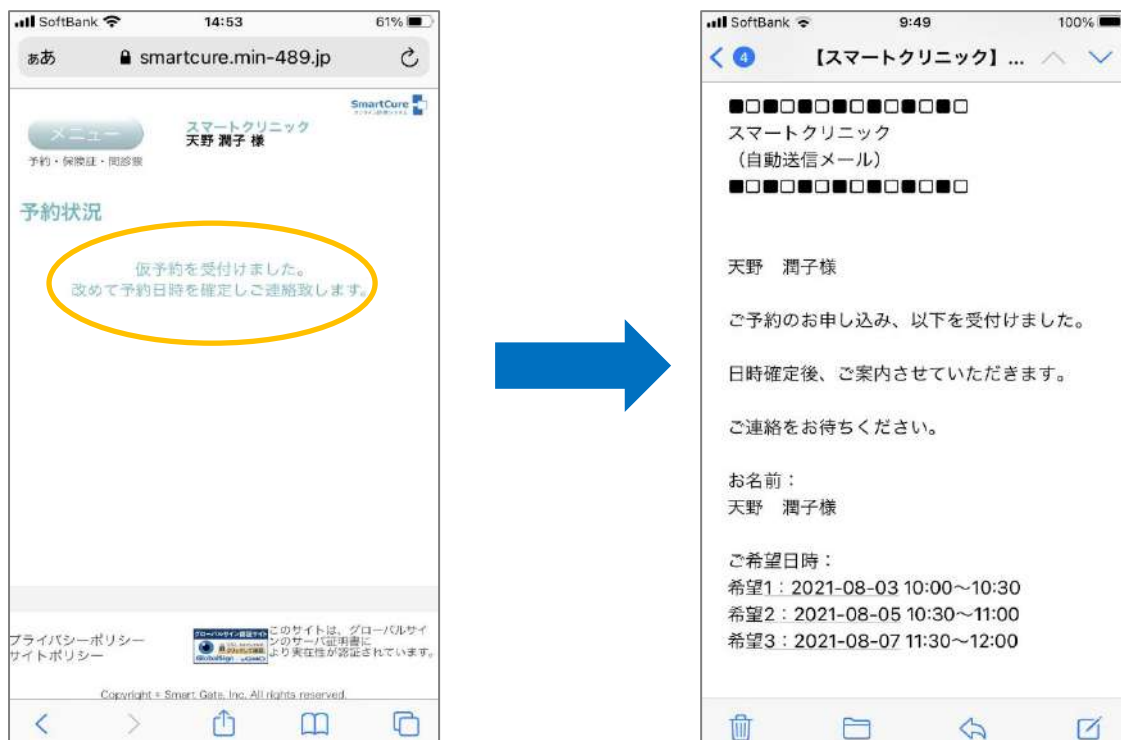 SoftBank 14:53 61%
ぁあ smartcure.min-489.jp
SmartCure
メニュー
スマートクリニック
天野 潤子 様
予約・保険証・問診票
予約状況
仮予約を受付けました。
改めて予約日時を確定しご連絡致します。
プライバシーポリシー
サイトポリシー
このサイトは、グローバルサイ
ンのサーバ証明書に
より実在性が認証されています。
Copyright © Smart Gate, Inc. All rights reserved.
SoftBank 9:49 100%
4 【スマートクリニック】 ...
■□■□■□■□■□■□■□
スマートクリニック
（自動送信メール）
■□■□■□■□■□■□■□
天野 潤子様
ご予約のお申し込み、以下を受付けました。
日時確定後、ご案内させていただきます。
ご連絡をお待ちください。
お名前：
天野 潤子様
ご希望日時：
希望1：2021-08-03 10:00～10:30
希望2：2021-08-05 10:30～11:00
希望3：2021-08-07 11:30～12:00